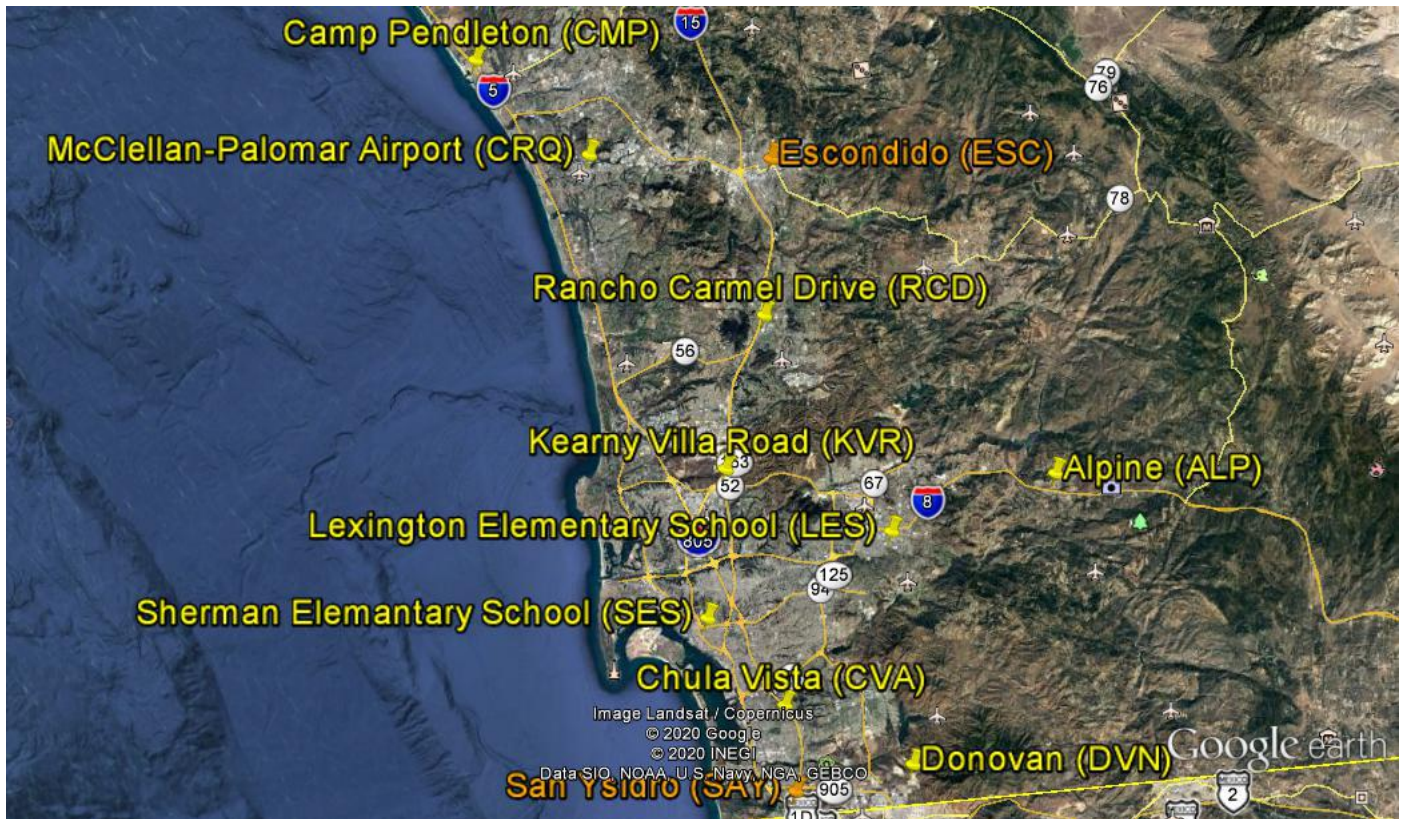 Camp Pendleton (CMP)
15
5
79
76
McClellan-Palomar Airport (CRQ)
Escondido (ESC)
78
Rancho Carmel Drive (RCD)
56
Kearny Villa Road (KVR)
52
67
Alpine (ALP)
8
Lexington Elementary School (LES)
805
125
94
Sherman Elemantary School (SES)
Chula Vista (CVA)
Image Landsat / Copernicus
© 2020 Google
© 2020 INEGI
Data SIO, NOAA, U.S. Navy, NGA, GEBCO
Donovan (DVN)
Google earth
San Ysidro (SAY)
905
MEXICO
2
1D